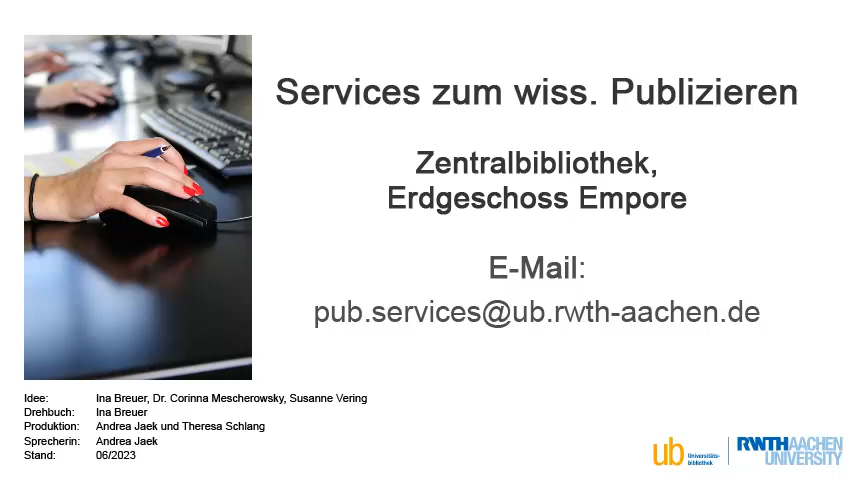 Services zum wiss. Publizieren
Zentralbibliothek,
Erdgeschoss Empore
E-Mail:
pub.services@ub.rwth-aachen.de
Idee: Ina Breuer, Dr. Corinna Mescherowsky, Susanne Vering
Drehbuch: Ina Breuer
Produktion: Andrea Jaek und Theresa Schlang
Sprecherin: Andrea Jaek
Stand: 06/2023
ub Universitäts-
bibliothek
RWTHAACHEN
UNIVERSITY